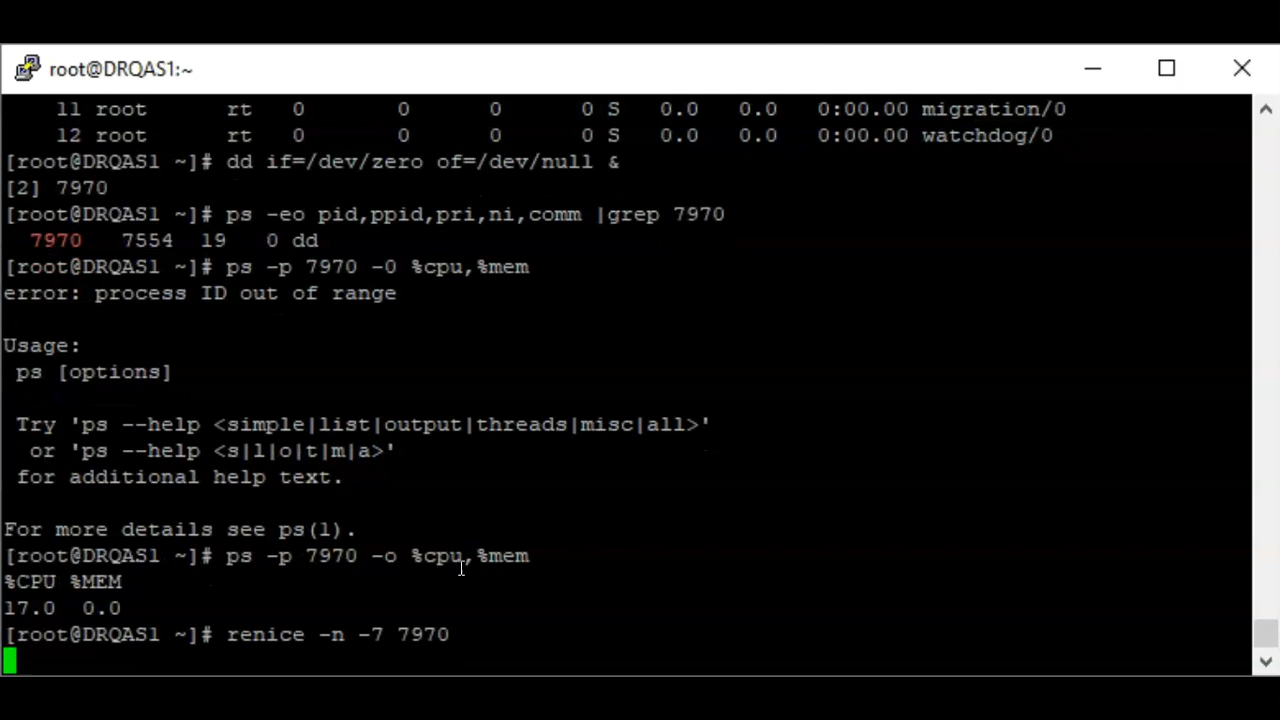 root@DRQAS1:~
11 root rt 0 0 0 0 S 0.0 0.0 0:00.00 migration/0
12 root rt 0 0 0 0 S 0.0 0.0 0:00.00 watchdog/0
[root@DRQAS1 ~]# dd if=/dev/zero of=/dev/null &
[2] 7970
[root@DRQAS1 ~]# ps -eo pid,ppid,pri,ni,comm |grep 7970
7970 7554 19 0 dd
[root@DRQAS1 ~]# ps -p 7970 -0 %cpu,%mem
error: process ID out of range
Usage:
ps [options]
Try 'ps --help <simple|list|output|threads|misc|all>'
or 'ps --help <s|l|o|t|m|a>'
for additional help text.
For more details see ps(1).
[root@DRQAS1 ~]# ps -p 7970 -o %cpu,%mem
%CPU %MEM
17.0 0.0
[root@DRQAS1 ~]# renice -n -7 7970